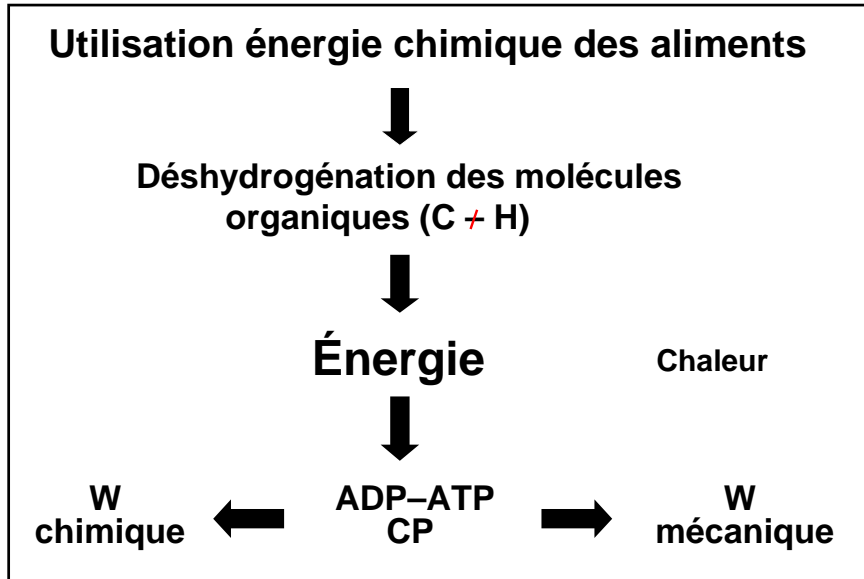 Utilisation énergie chimique des aliments
Déshydrogénation des molécules
organiques (C – H)
Énergie
Chaleur
W
chimique
ADP–ATP
CP
W
mécanique